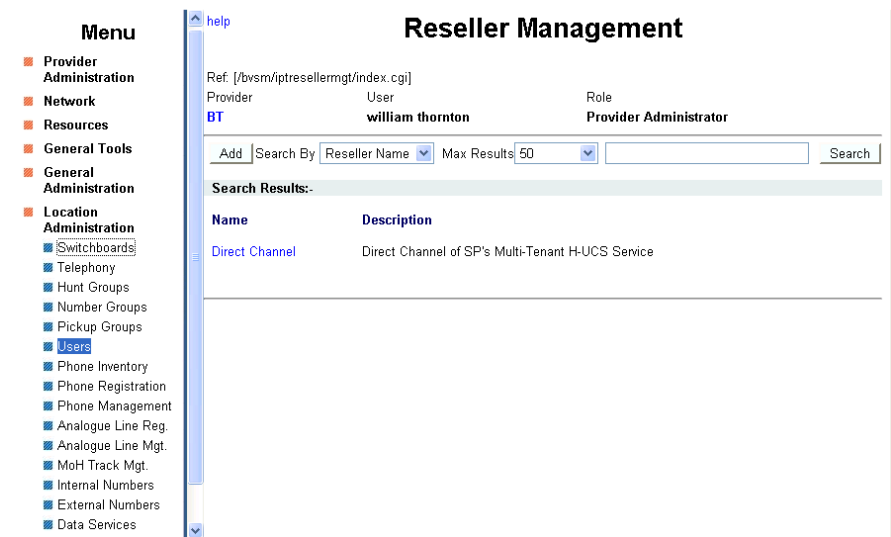 Menu
Provider
Administration
Network
Resources
General Tools
General
Administration
Location
Administration
Switchboards
Telephony
Hunt Groups
Number Groups
Pickup Groups
Users
Phone Inventory
Phone Registration
Phone Management
Analogue Line Reg.
Analogue Line Mgt.
MoH Track Mgt.
Internal Numbers
External Numbers
Data Services
help
Reseller Management
Ref: [/bvsm/iptresellermgt/index.cgi]
Provider User Role
BT william thornton Provider Administrator
Add Search By Reseller Name Max Results 50 Search
Search Results:-
Name Description
Direct Channel Direct Channel of SP's Multi-Tenant H-UCS Service